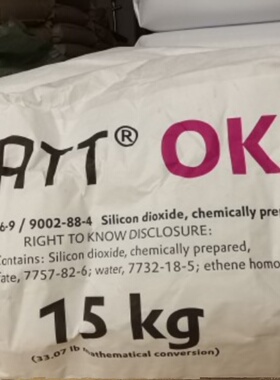 ATT® OK
6-9 / 9002-88-4 Silicon dioxide, chemically pre
RIGHT TO KNOW DISCLOSURE:
Contains: Silicon dioxide, chemically prepared,
ate, 7757-82-6; water, 7732-18-5; ethene homo
15 kg
(33.07 lb mathematical conversion)